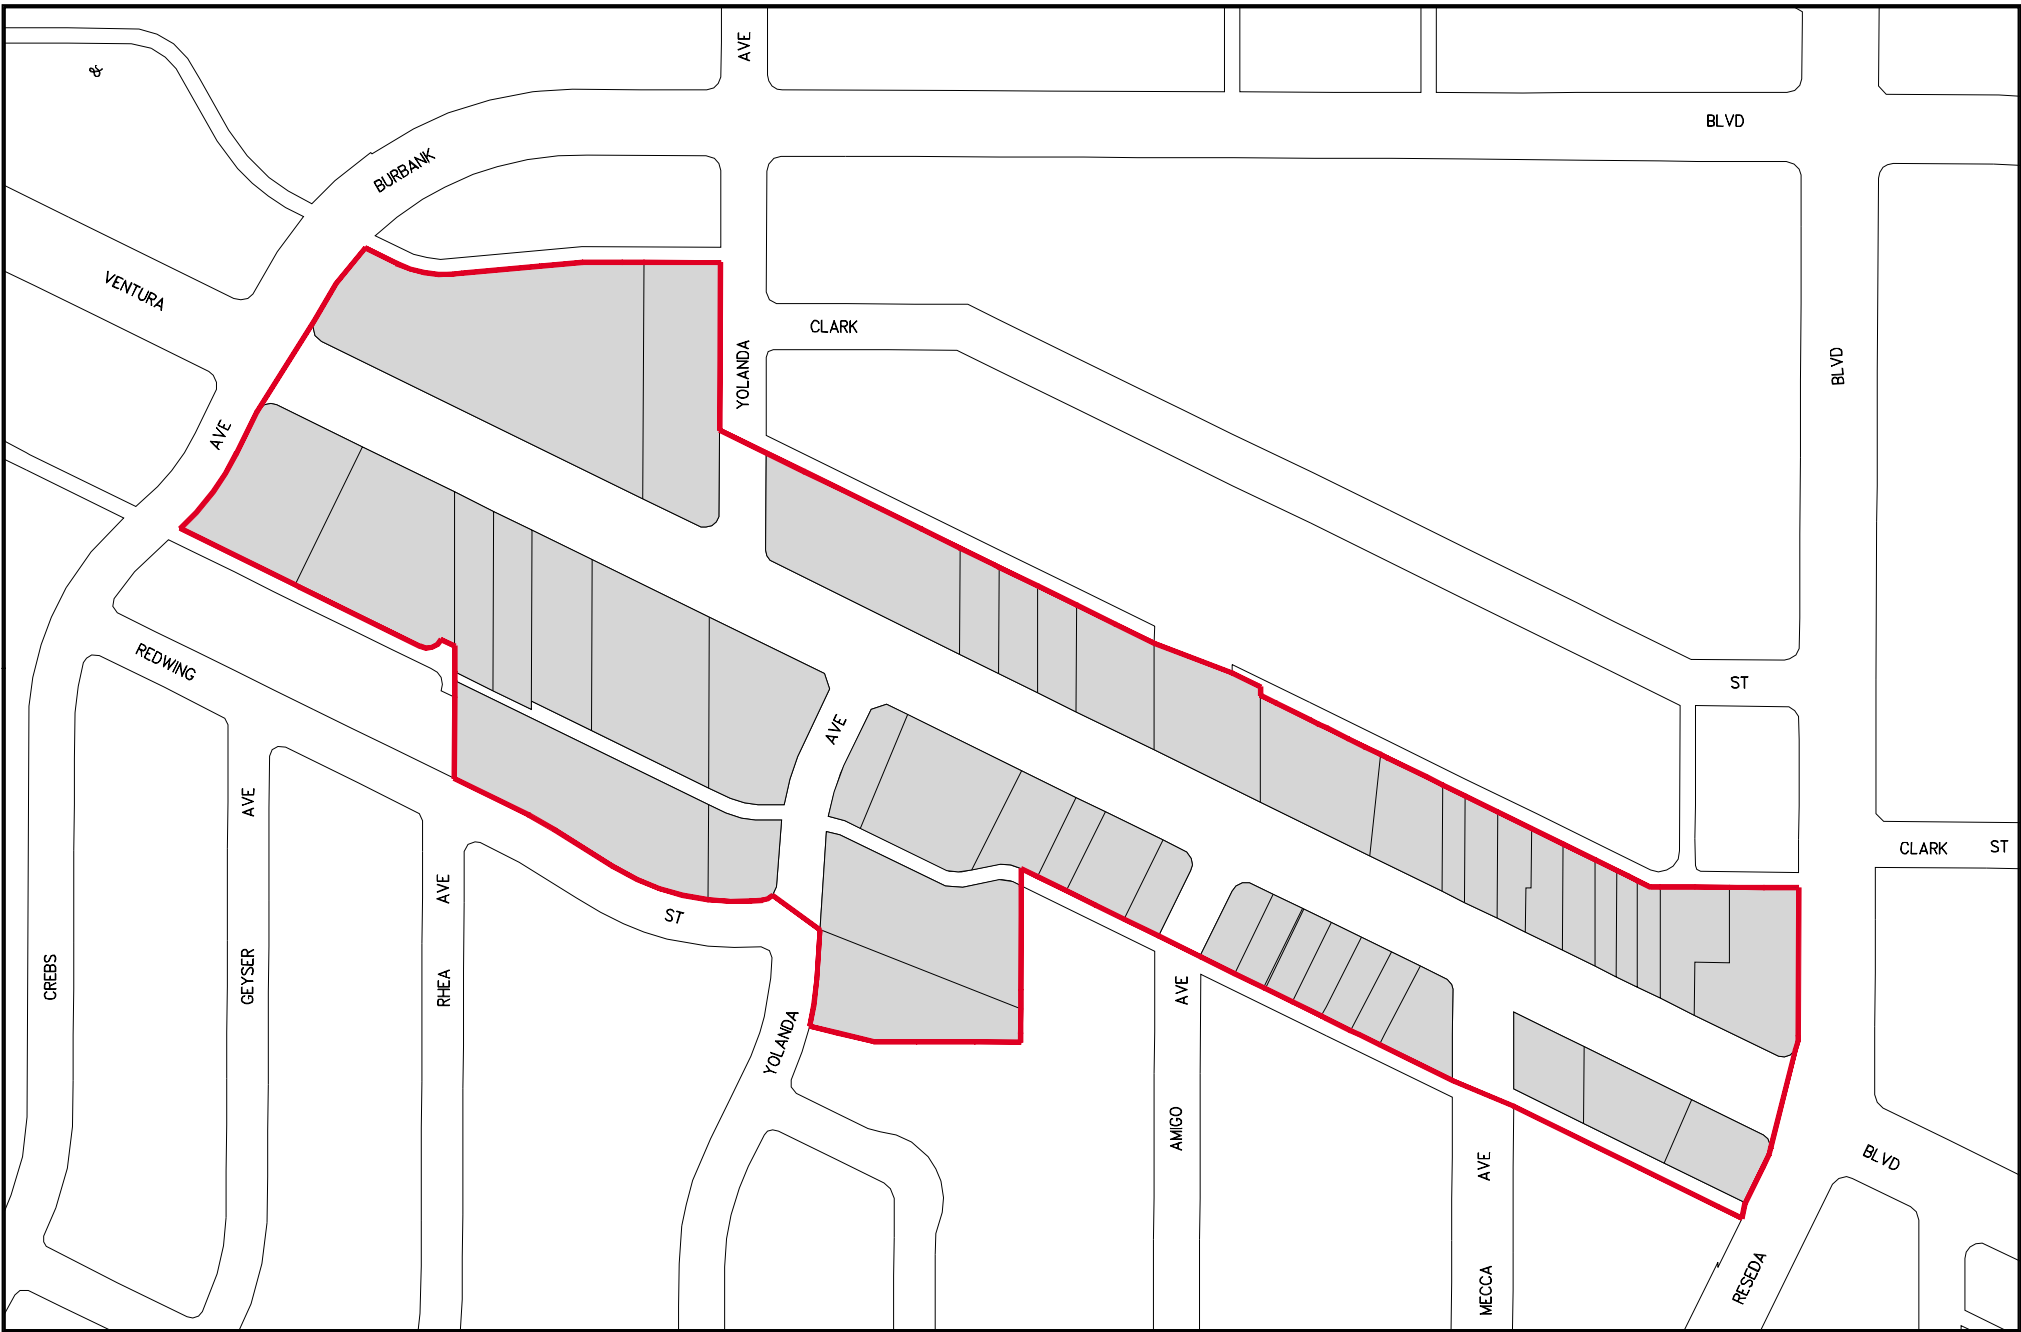 AVE
&
BLVD
BURBANK
VENTURA
CLARK
YOLANDA
BLVD
AVE
REDWING
ST
AVE
AVE
CLARK ST
AVE
ST
CREBS
GEYSER
RHEA
AVE
YOLANDA
AMIGO
AVE
BLVD
RESEDA
MECCA